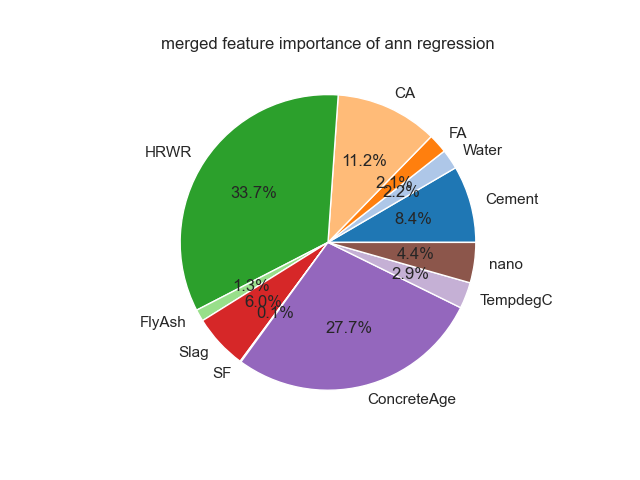 merged feature importance of ann regression
CA
FA
Water
HRWR
11.2%
2.1%
2.2%
33.7%
Cement
8.4%
4.4%
nano
2.9%
1.3%
TempdegC
6.0%
0.1%
FlyAsh
27.7%
Slag
SF
ConcreteAge